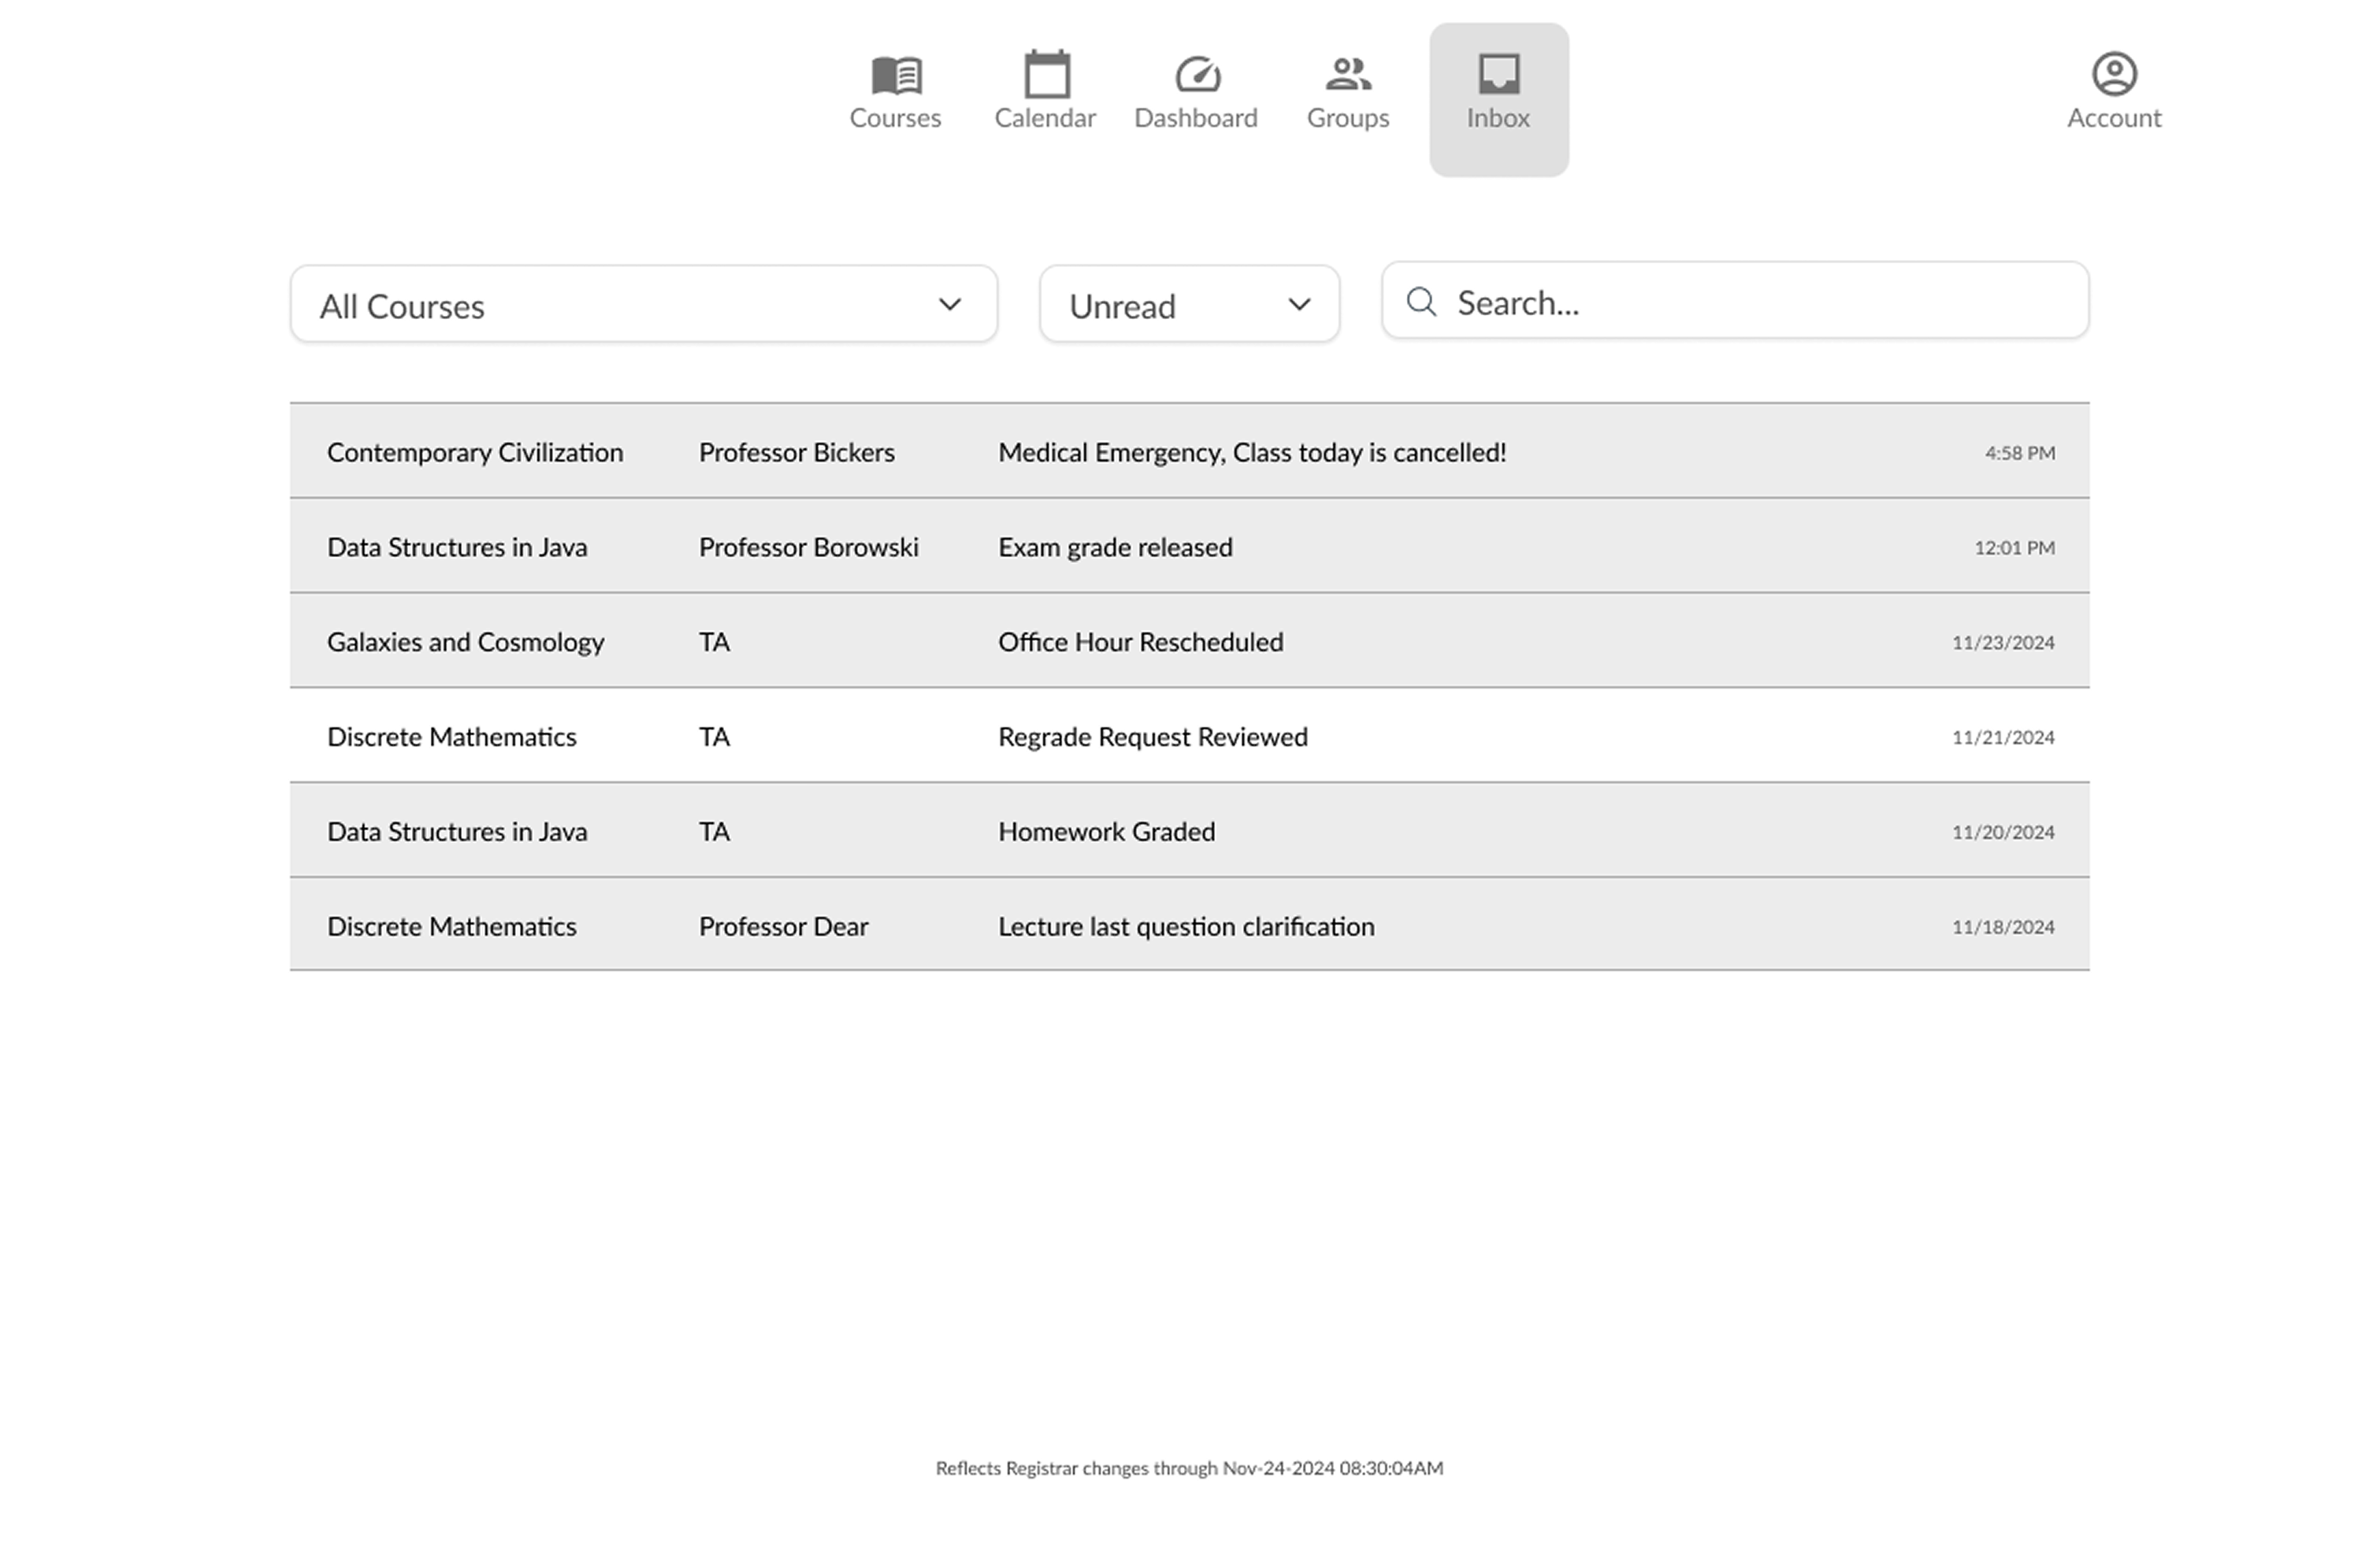 Courses Calendar Dashboard Groups Inbox Account
All Courses Unread Search...
Contemporary Civilization Professor Bickers Medical Emergency, Class today is cancelled! 4:58 PM
Data Structures in Java Professor Borowski Exam grade released 12:01 PM
Galaxies and Cosmology TA Office Hour Rescheduled 11/23/2024
Discrete Mathematics TA Regrade Request Reviewed 11/21/2024
Data Structures in Java TA Homework Graded 11/20/2024
Discrete Mathematics Professor Dear Lecture last question clarification 11/18/2024
Reflects Registrar changes through Nov-24-2024 08:30:04AM